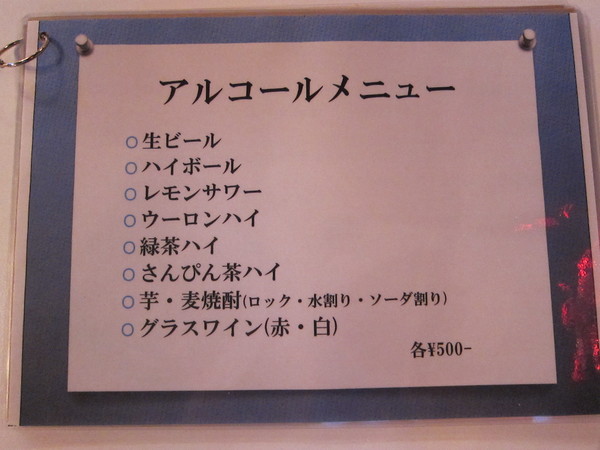 アルコールメニュー
○生ビール
○ハイボール
○レモンサワー
○ウーロンハイ
○緑茶ハイ
○さんぴん茶ハイ
○芋・麦焼酎(ロック・水割り・ソーダ割り)
○グラスワイン(赤・白)
各¥500-